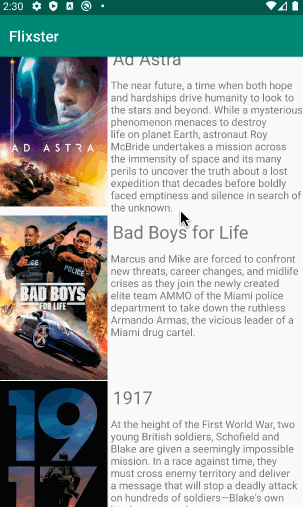 2:30
Flixster
Ad Astra
The near future, a time when both hope
and hardships drive humanity to look to
the stars and beyond. While a mysterious
phenomenon menaces to destroy
life on planet Earth, astronaut Roy
McBride undertakes a mission across
the immensity of space and its many
perils to uncover the truth about a lost
expedition that decades before boldly
faced emptiness and silence in search of
the unknown.
AD ASTRA
Bad Boys for Life
Marcus and Mike are forced to confront
new threats, career changes, and midlife
crises as they join the newly created
elite team AMMO of the Miami police
department to take down the ruthless
Armando Armas, the vicious leader of a
Miami drug cartel.
POLICE
BAD BOYS
FOR LIFE
1917
At the height of the First World War, two
young British soldiers, Schofield and
Blake are given a seemingly impossible
mission. In a race against time, they
must cross enemy territory and deliver
a message that will stop a deadly attack
on hundreds of soldiers—Blake's own
19
17